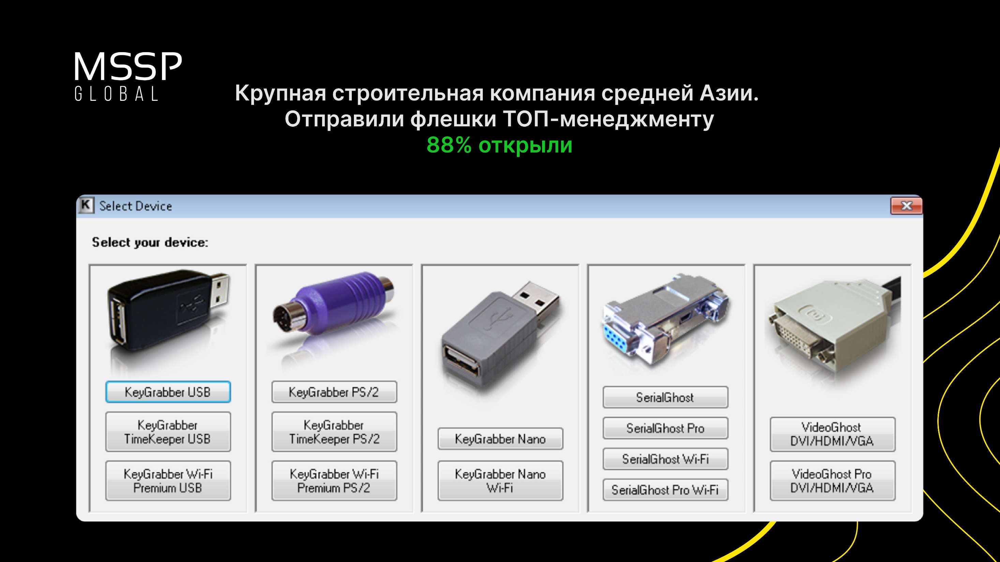 MSSP
GLOBAL
Крупная строительная компания средней Азии.
Отправили флешки ТОП-менеджменту
88% открыли
K Select Device
Select your device:
KeyGrabber USB
KeyGrabber
TimeKeeper USB
KeyGrabber Wi-Fi
Premium USB
KeyGrabber PS/2
KeyGrabber
TimeKeeper PS/2
KeyGrabber Wi-Fi
Premium PS/2
KeyGrabber Nano
KeyGrabber Nano
Wi-Fi
SerialGhost
SerialGhost Pro
SerialGhost Wi-Fi
SerialGhost Pro Wi-Fi
VideoGhost
DVI/HDMI/VGA
VideoGhost Pro
DVI/HDMI/VGA